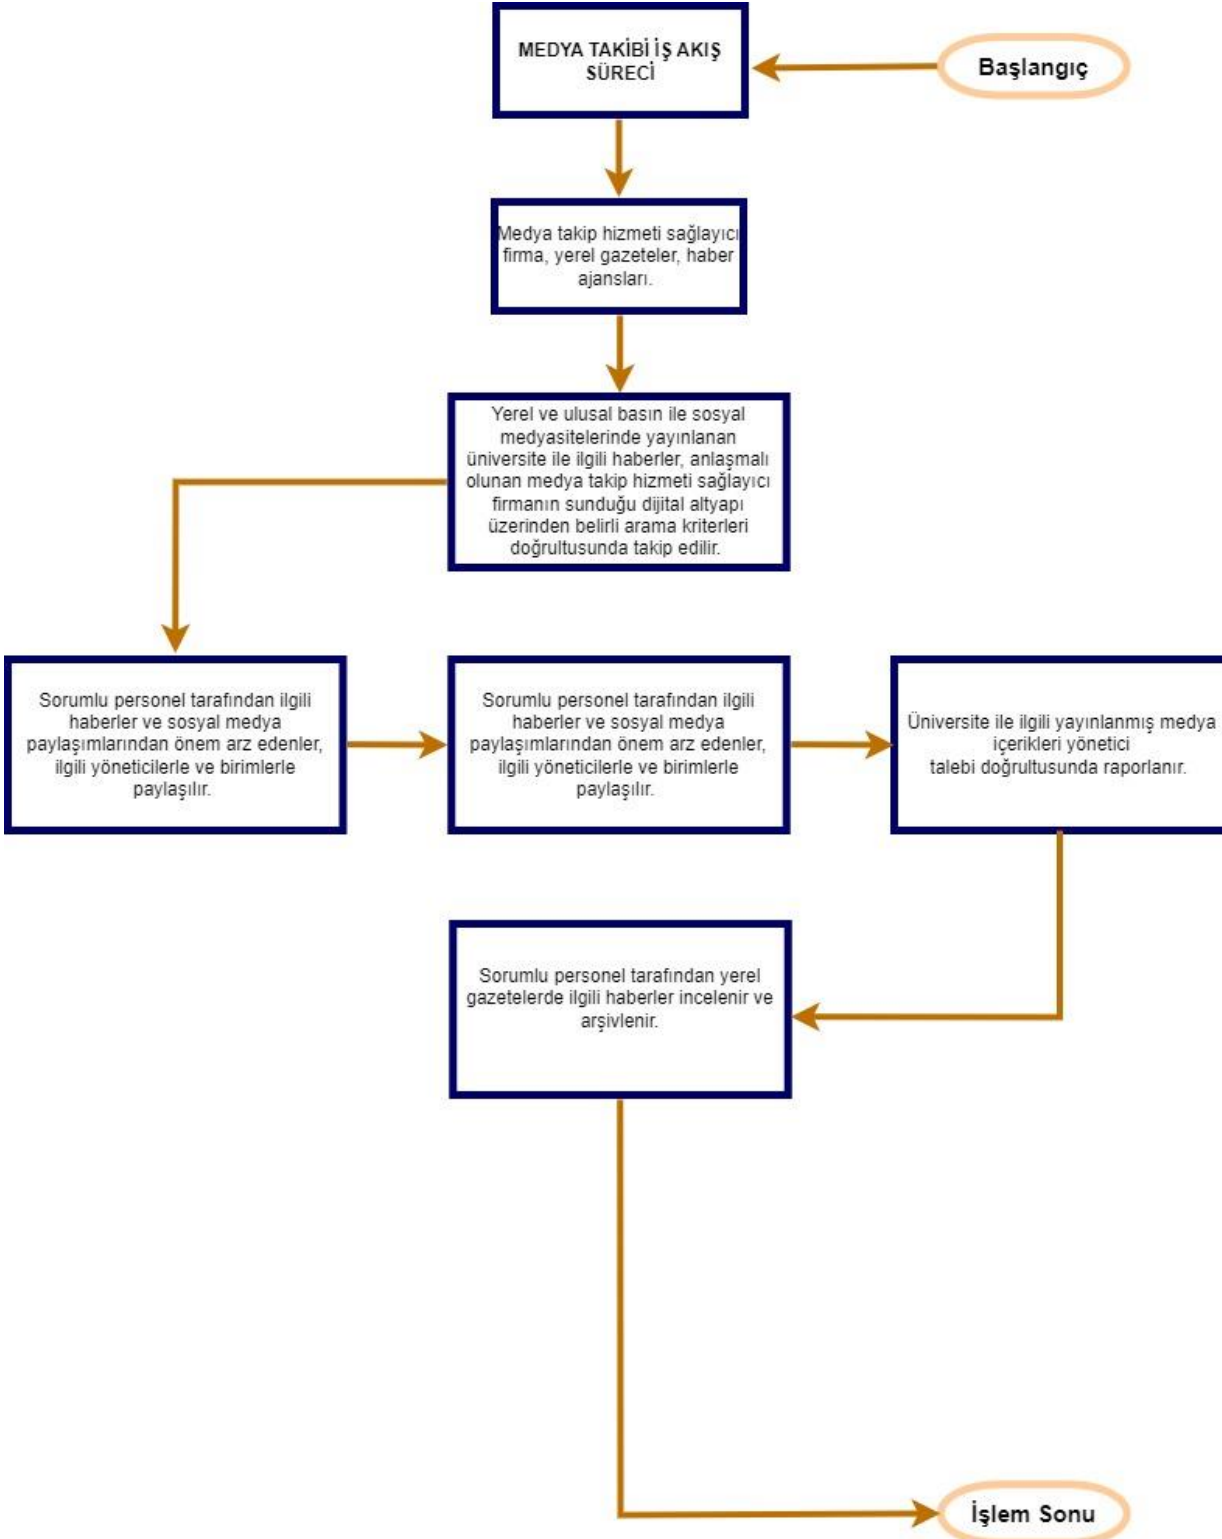 MEDYA TAKİBİ İŞ AKIŞ
SÜRECİ
Başlangıç
Medya takip hizmeti sağlayıcı
firma, yerel gazeteler, haber
ajansları.
Yerel ve ulusal basın ile sosyal
medyasitelerinde yayınlanan
üniversite ile ilgili haberler, anlaşmalı
olunan medya takip hizmeti sağlayıcı
firmanın sunduğu dijital altyapı
üzerinden belirli arama kriterleri
doğrultusunda takip edilir.
Sorumlu personel tarafından ilgili
haberler ve sosyal medya
paylaşımlarından önem arz edenler,
ilgili yöneticilerle ve birimlerle
paylaşılır.
Sorumlu personel tarafından ilgili
haberler ve sosyal medya
paylaşımlarından önem arz edenler,
ilgili yöneticilerle ve birimlerle
paylaşılır.
Üniversite ile ilgili yayınlanmış medya
içerikleri yönetici
talebi doğrultusunda raporlanır.
Sorumlu personel tarafından yerel
gazetelerde ilgili haberler incelenir ve
arşivlenir.
İşlem Sonu